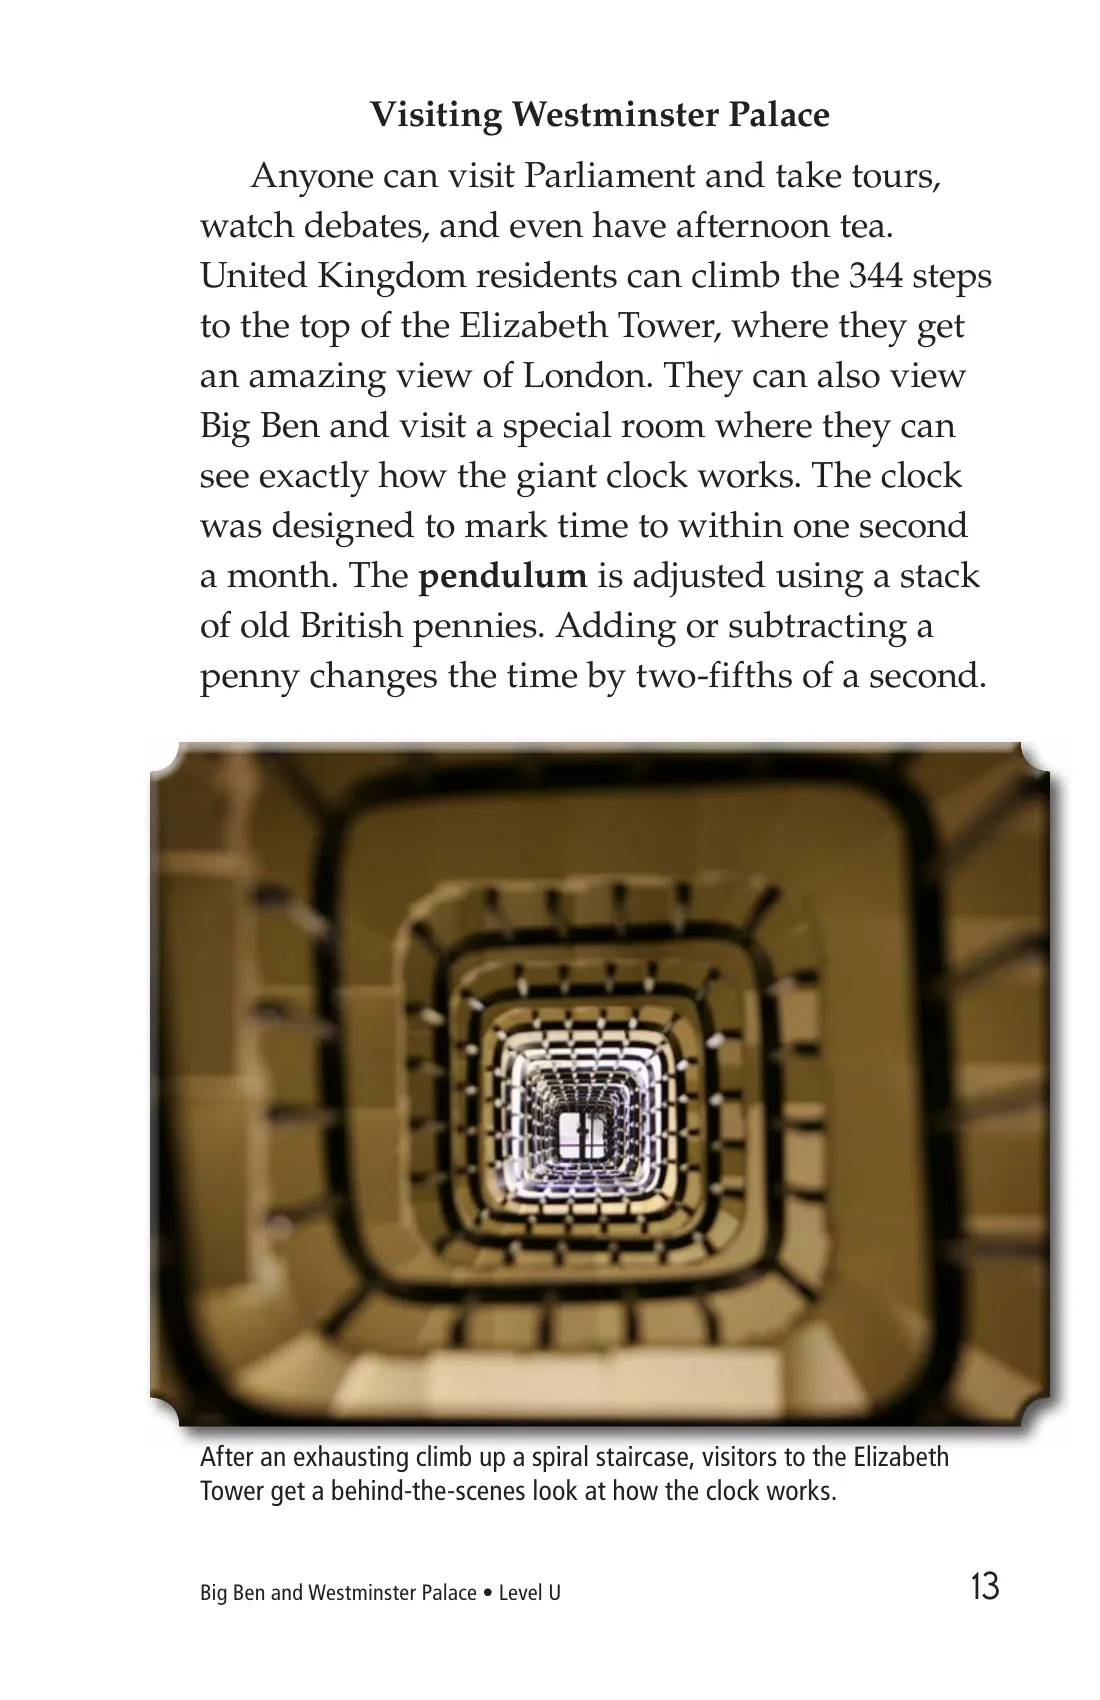 Visiting Westminster Palace
Anyone can visit Parliament and take tours,
watch debates, and even have afternoon tea.
United Kingdom residents can climb the 344 steps
to the top of the Elizabeth Tower, where they get
an amazing view of London. They can also view
Big Ben and visit a special room where they can
see exactly how the giant clock works. The clock
was designed to mark time to within one second
a month. The pendulum is adjusted using a stack
of old British pennies. Adding or subtracting a
penny changes the time by two-fifths of a second.
After an exhausting climb up a spiral staircase, visitors to the Elizabeth
Tower get a behind-the-scenes look at how the clock works.
Big Ben and Westminster Palace • Level U
13